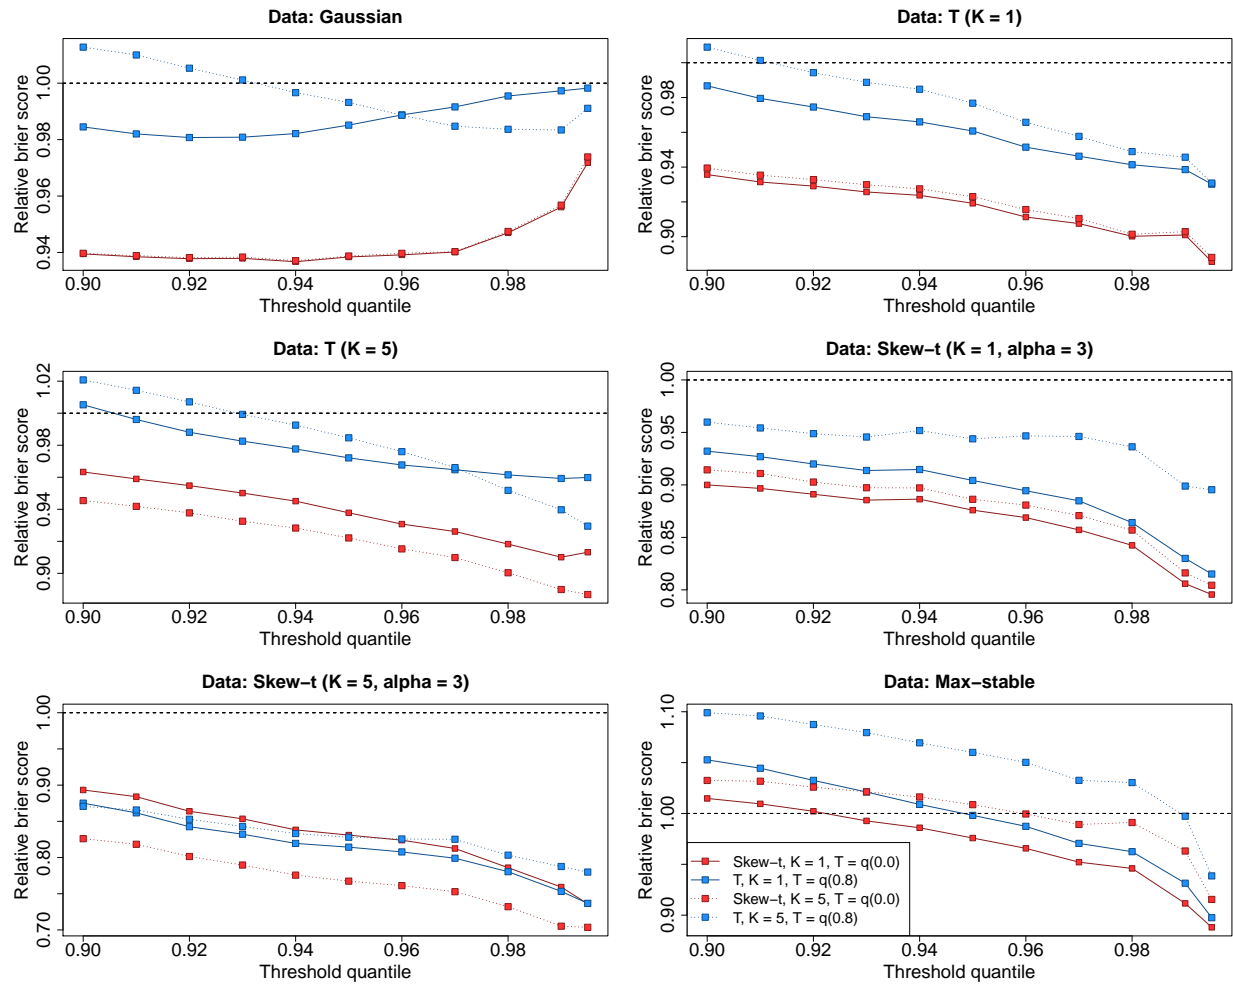 Data: Gaussian
Relative brier score
0.94 0.96 0.98 1.00
0.90 0.92 0.94 0.96 0.98
Threshold quantile
Data: T (K = 1)
Relative brier score
0.90 0.94 0.98
0.90 0.92 0.94 0.96 0.98
Threshold quantile
Data: T (K = 5)
Relative brier score
0.90 0.94 0.98 1.02
0.90 0.92 0.94 0.96 0.98
Threshold quantile
Data: Skew−t (K = 1, alpha = 3)
Relative brier score
0.80 0.85 0.90 0.95 1.00
0.90 0.92 0.94 0.96 0.98
Threshold quantile
Data: Skew−t (K = 5, alpha = 3)
Relative brier score
0.70 0.80 0.90 1.00
0.90 0.92 0.94 0.96 0.98
Threshold quantile
Data: Max−stable
Relative brier score
0.90 1.00 1.10
Skew−t, K = 1, T = q(0.0)
T, K = 1, T = q(0.8)
Skew−t, K = 5, T = q(0.0)
T, K = 5, T = q(0.8)
0.90 0.92 0.94 0.96 0.98
Threshold quantile